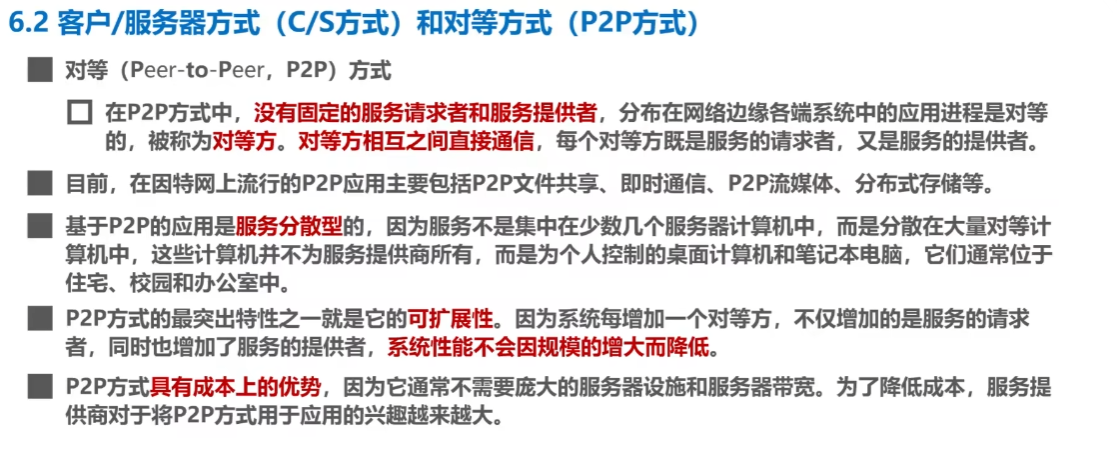 6.2 客户/服务器方式（C/S方式）和对等方式（P2P方式）
对等（Peer-to-Peer，P2P）方式
在P2P方式中，没有固定的服务请求者和服务提供者，分布在网络边缘各端系统中的应用进程是对等
的，被称为对等方。对等方相互之间直接通信，每个对等方既是服务的请求者，又是服务的提供者。
目前，在因特网上流行的P2P应用主要包括P2P文件共享、即时通信、P2P流媒体、分布式存储等。
基于P2P的应用是服务分散型的，因为服务不是集中在少数几个服务器计算机中，而是分散在大量对等计
算机中，这些计算机并不为服务提供商所有，而是为个人控制的桌面计算机和笔记本电脑，它们通常位于
住宅、校园和办公室中。
P2P方式的最突出特性之一就是它的可扩展性。因为系统每增加一个对等方，不仅增加的是服务的请求
者，同时也增加了服务的提供者，系统性能不会因规模的增大而降低。
P2P方式具有成本上的优势，因为它通常不需要庞大的服务器设施和服务器带宽。为了降低成本，服务提
供商对于将P2P方式用于应用的兴趣越来越大。